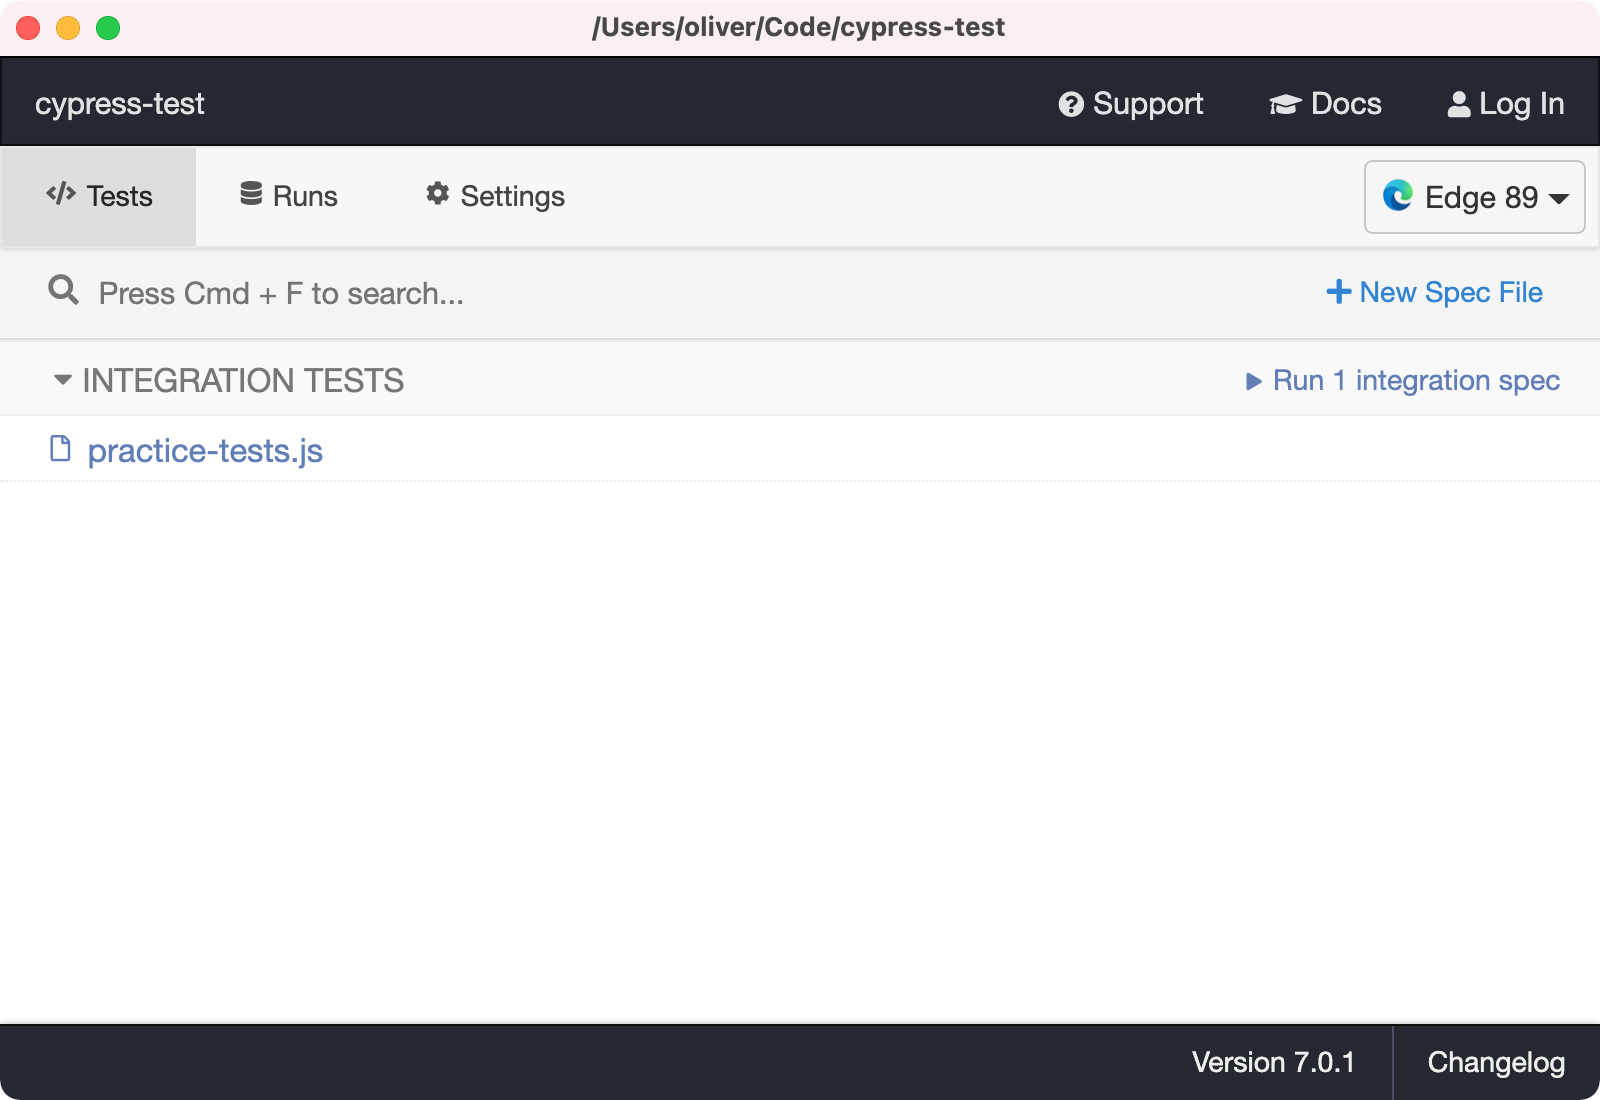 /Users/oliver/Code/cypress-test
cypress-test
Support
Docs
Log In
Tests
Runs
Settings
Edge 89
Press Cmd + F to search...
New Spec File
INTEGRATION TESTS
Run 1 integration spec
practice-tests.js
Version 7.0.1
Changelog